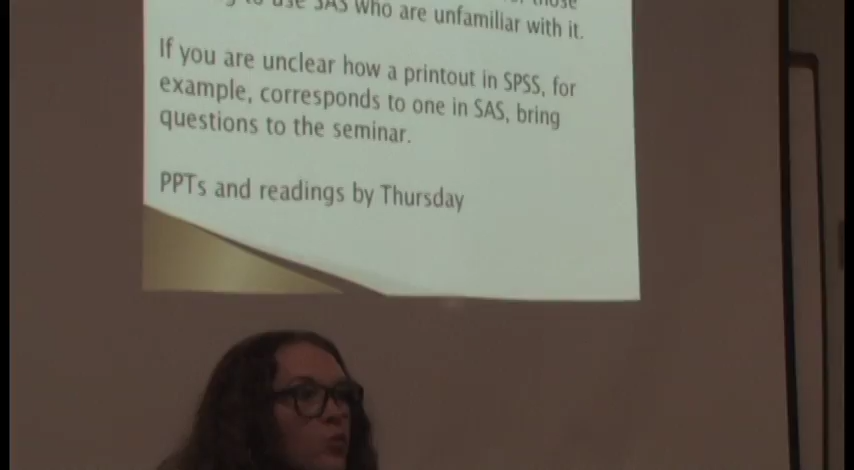 to use SAS who are unfamiliar with it.
If you are unclear how a printout in SPSS, for
example, corresponds to one in SAS, bring
questions to the seminar.
PPTs and readings by Thursday